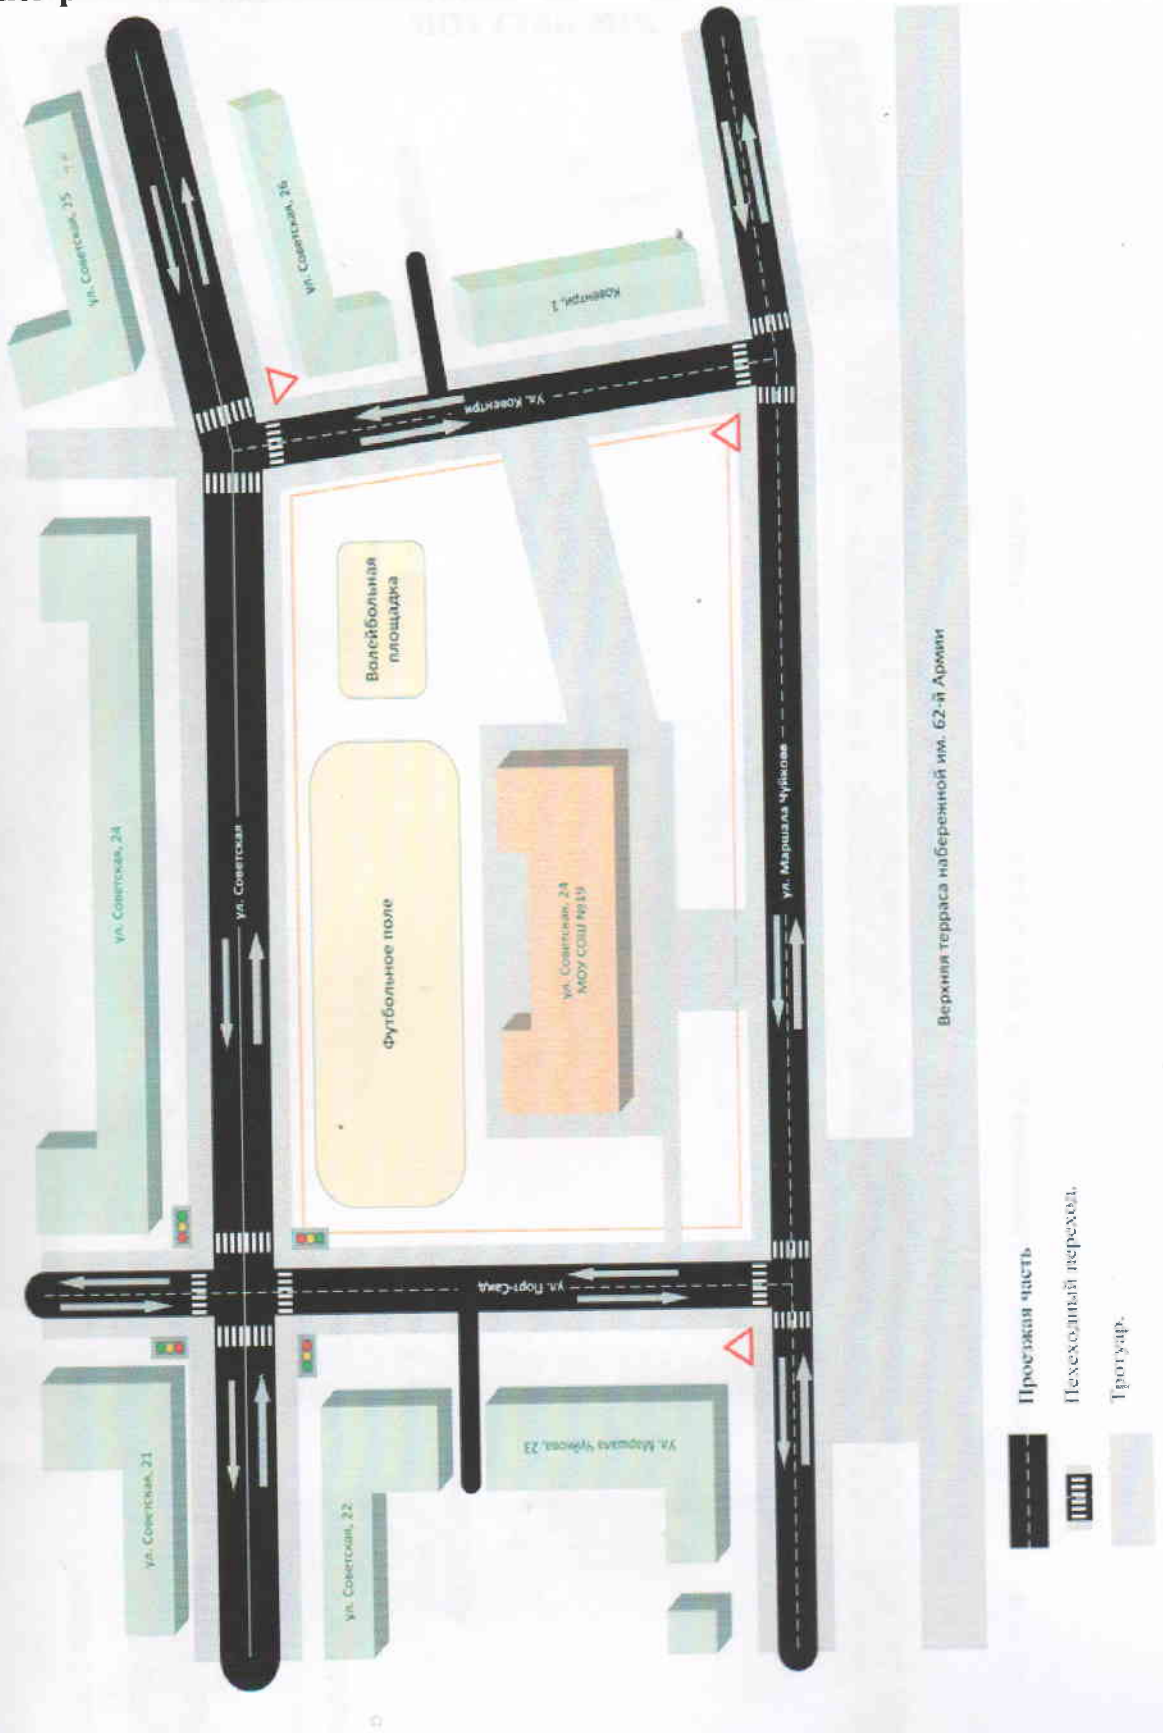 ул. Советская, 25
ул. Советская, 26
Ковентри, 1
Ул. Ковентри
ул. Советская, 24
ул. Советская
Волейбольная
площадка
Футбольное поле
ул. Советская, 24
МОУ СОШ №19
ул. Маршала Чуйкова
Верхняя терраса набережной им. 62-й Армии
ул. Порт-Саид
ул. Советская, 21
ул. Советская, 22
Ул. Маршала Чуйкова, 23
Проезжая часть
Пехеходный переход.
Тротуар.